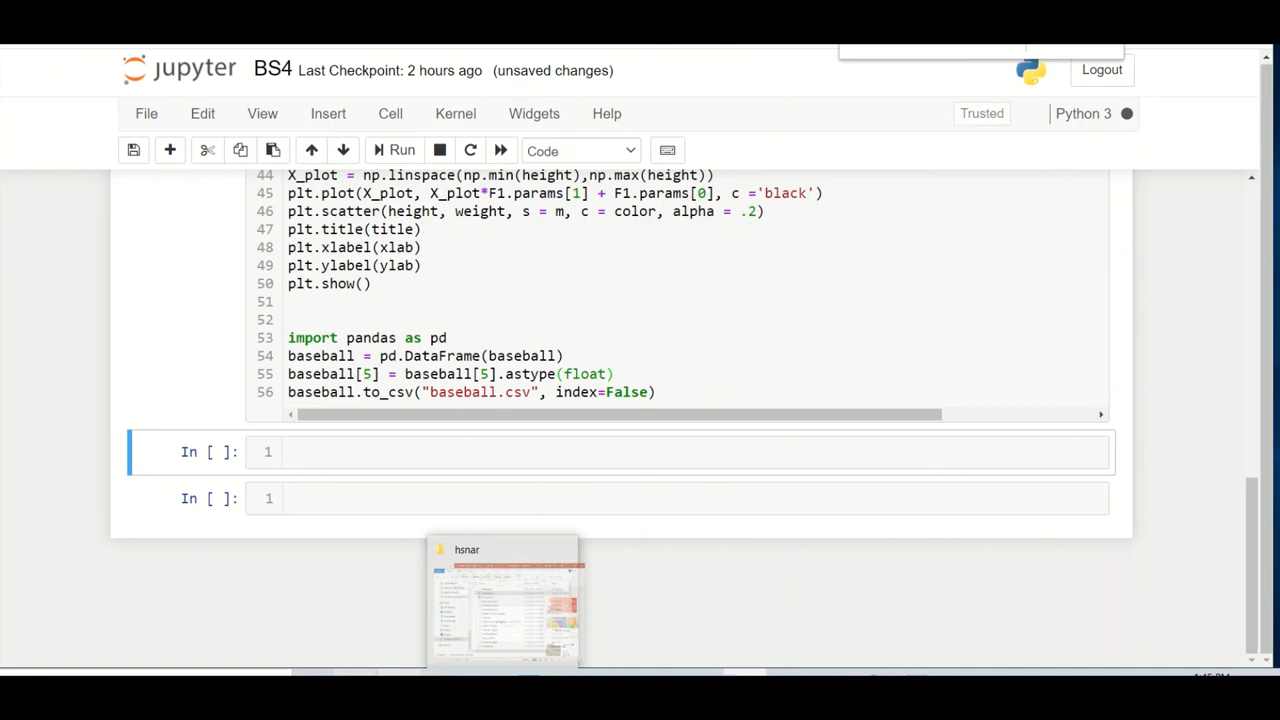 jupyter BS4 Last Checkpoint: 2 hours ago (unsaved changes) Logout
File Edit View Insert Cell Kernel Widgets Help Trusted Python 3
Run Code
44 X_plot = np.linspace(np.min(height),np.max(height))
45 plt.plot(X_plot, X_plot*F1.params[1] + F1.params[0], c ='black')
46 plt.scatter(height, weight, s = m, c = color, alpha = .2)
47 plt.title(title)
48 plt.xlabel(xlab)
49 plt.ylabel(ylab)
50 plt.show()
51
52
53 import pandas as pd
54 baseball = pd.DataFrame(baseball)
55 baseball[5] = baseball[5].astype(float)
56 baseball.to_csv("baseball.csv", index=False)
In [ ]: 1
In [ ]: 1
hsnar